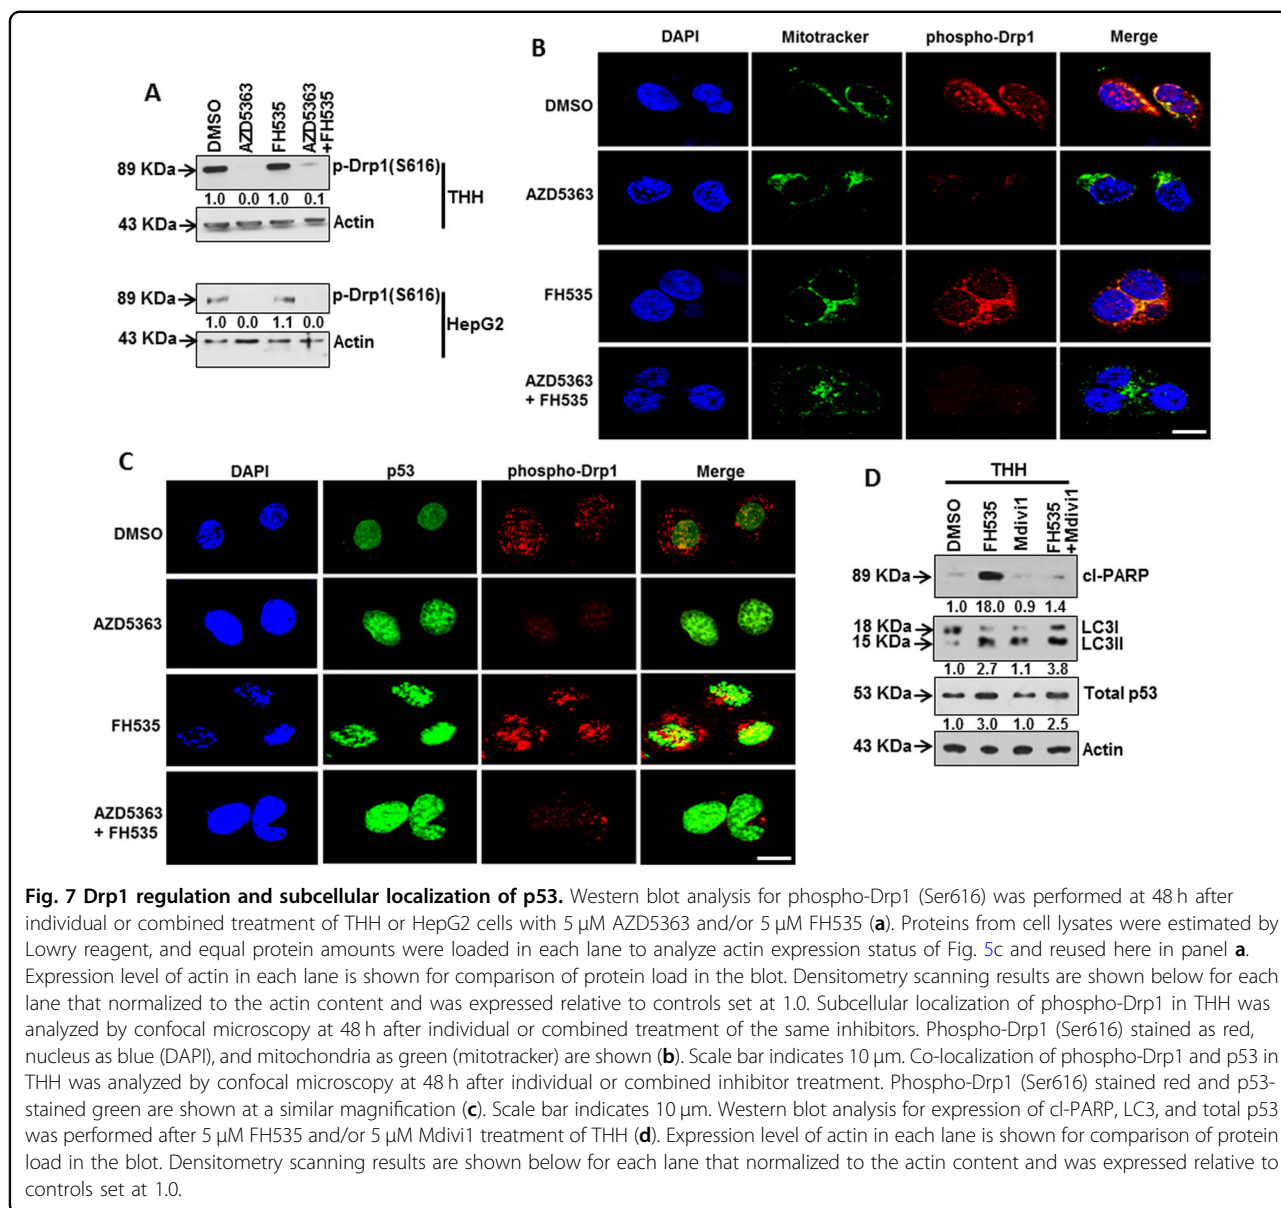 A
DMSO
AZD5363
FH535
AZD5363
+FH535
89 KDa
p-Drp1(S616)
1.0 0.0 1.0 0.1
THH
43 KDa
Actin
89 KDa
p-Drp1(S616)
1.0 0.0 1.1 0.0
HepG2
43 KDa
Actin
B
DAPI Mitotracker phospho-Drp1 Merge
DMSO
AZD5363
FH535
AZD5363
+ FH535
C
DAPI p53 phospho-Drp1 Merge
DMSO
AZD5363
FH535
AZD5363
+ FH535
D
THH
DMSO
FH535
Mdivi1
FH535
+Mdivi1
89 KDa
cl-PARP
1.0 18.0 0.9 1.4
18 KDa
LC3I
15 KDa
LC3II
1.0 2.7 1.1 3.8
53 KDa
Total p53
1.0 3.0 1.0 2.5
43 KDa
Actin
Fig. 7 Drp1 regulation and subcellular localization of p53. Western blot analysis for phospho-Drp1 (Ser616) was performed at 48 h after
individual or combined treatment of THH or HepG2 cells with 5 µM AZD5363 and/or 5 µM FH535 (a). Proteins from cell lysates were estimated by
Lowry reagent, and equal protein amounts were loaded in each lane to analyze actin expression status of Fig. 5c and reused here in panel a.
Expression level of actin in each lane is shown for comparison of protein load in the blot. Densitometry scanning results are shown below for each
lane that normalized to the actin content and was expressed relative to controls set at 1.0. Subcellular localization of phospho-Drp1 in THH was
analyzed by confocal microscopy at 48 h after individual or combined treatment of the same inhibitors. Phospho-Drp1 (Ser616) stained as red,
nucleus as blue (DAPI), and mitochondria as green (mitotracker) are shown (b). Scale bar indicates 10 µm. Co-localization of phospho-Drp1 and p53 in
THH was analyzed by confocal microscopy at 48 h after individual or combined inhibitor treatment. Phospho-Drp1 (Ser616) stained red and p53-
stained green are shown at a similar magnification (c). Scale bar indicates 10 µm. Western blot analysis for expression of cl-PARP, LC3, and total p53
was performed after 5 µM FH535 and/or 5 µM Mdivi1 treatment of THH (d). Expression level of actin in each lane is shown for comparison of protein
load in the blot. Densitometry scanning results are shown below for each lane that normalized to the actin content and was expressed relative to
controls set at 1.0.